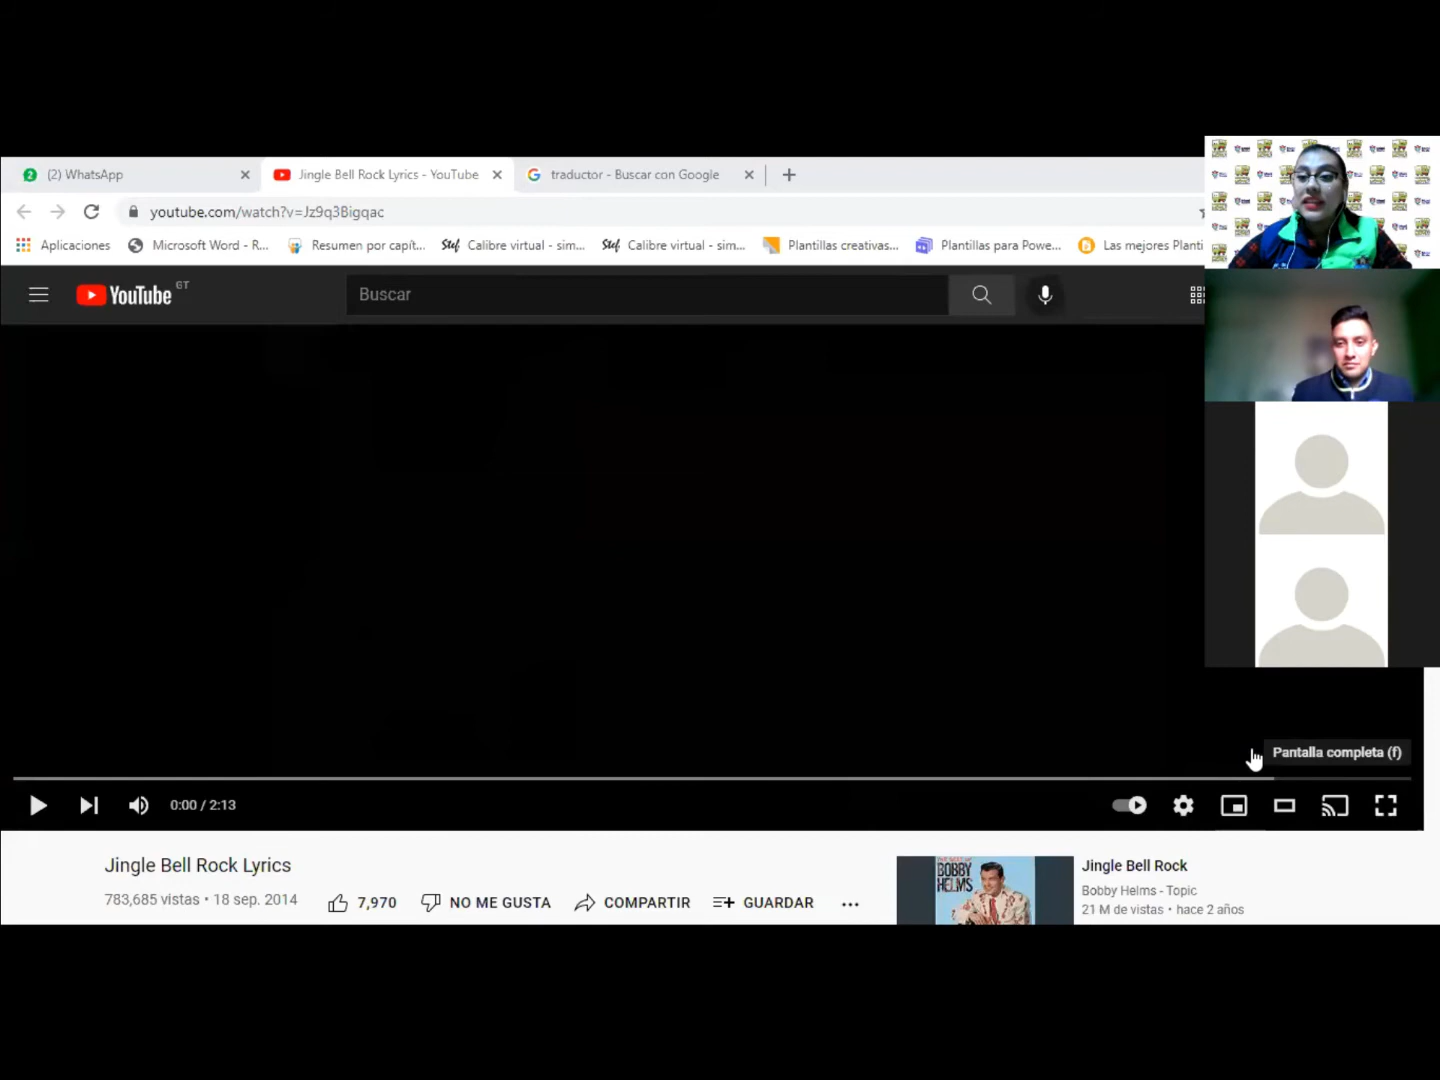 (2) WhatsApp
Jingle Bell Rock Lyrics - YouTube
traductor - Buscar con Google
youtube.com/watch?v=Jz9q3Bigqac
Aplicaciones
Microsoft Word - R...
Resumen por capít...
Stef Calibre virtual - sim...
Stef Calibre virtual - sim...
Plantillas creativas...
Plantillas para Powe...
Las mejores Planti
YouTube GT
Buscar
Pantalla completa (f)
0:00 / 2:13
Jingle Bell Rock Lyrics
783,685 vistas • 18 sep. 2014
7,970
NO ME GUSTA
COMPARTIR
GUARDAR
BOBBY
HELMS
Jingle Bell Rock
Bobby Helms - Topic
21 M de vistas • hace 2 años